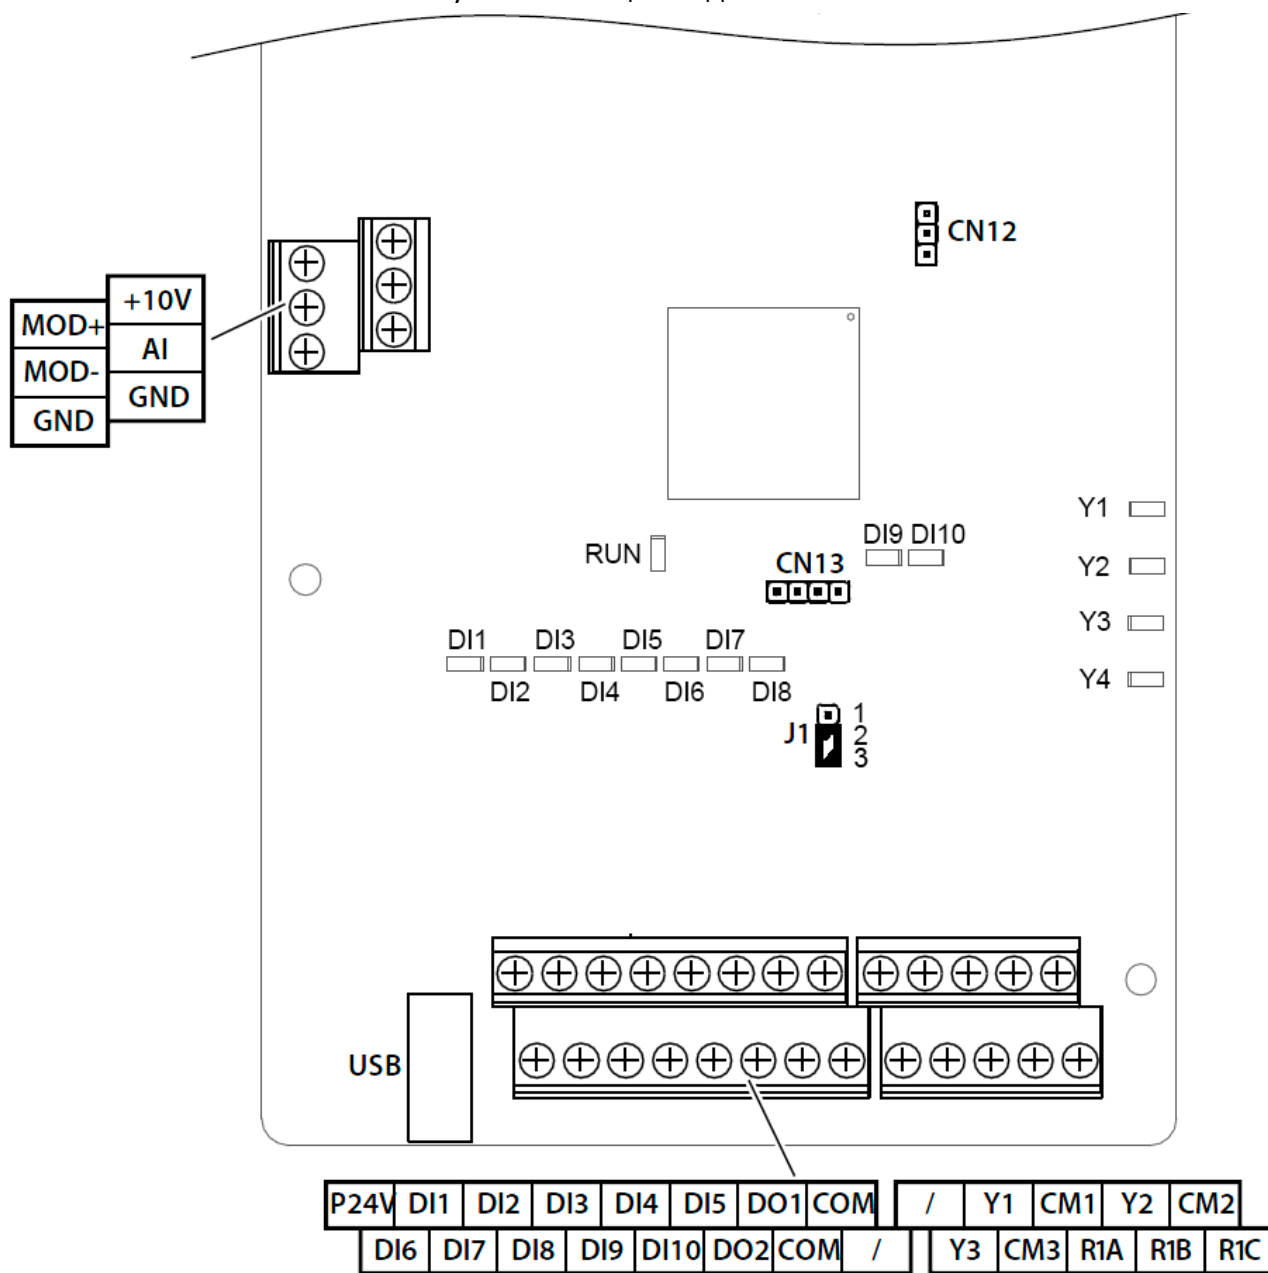 CN12
+10V
MOD+
AI
MOD-
GND
GND
Y1
DI9 DI10
RUN
CN13
Y2
Y3
DI1 DI3 DI5 DI7
Y4
DI2 DI4 DI6 DI8
1
J1 2
3
USB
P24V DI1 DI2 DI3 DI4 DI5 DO1 COM / Y1 CM1 Y2 CM2
DI6 DI7 DI8 DI9 DI10 DO2 COM / Y3 CM3 R1A R1B R1C